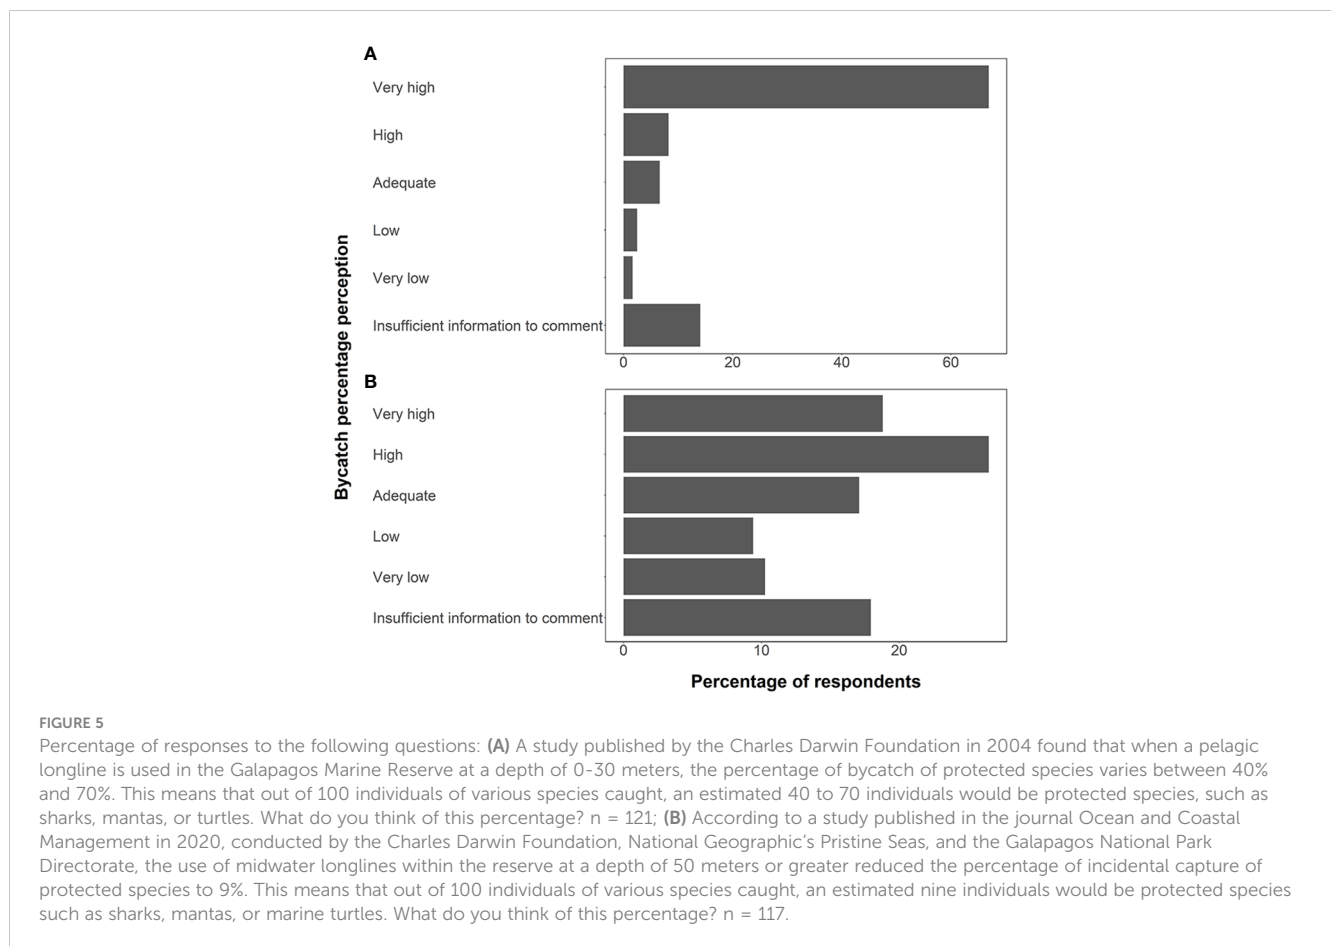 A
Very high
High
Adequate
Low
Very low
Insufficient information to comment
0 20 40 60
Bycatch percentage perception
B
Very high
High
Adequate
Low
Very low
Insufficient information to comment
0 10 20
Percentage of respondents
FIGURE 5
Percentage of responses to the following questions: (A) A study published by the Charles Darwin Foundation in 2004 found that when a pelagic
longline is used in the Galapagos Marine Reserve at a depth of 0-30 meters, the percentage of bycatch of protected species varies between 40%
and 70%. This means that out of 100 individuals of various species caught, an estimated 40 to 70 individuals would be protected species, such as
sharks, mantas, or turtles. What do you think of this percentage? n = 121; (B) According to a study published in the journal Ocean and Coastal
Management in 2020, conducted by the Charles Darwin Foundation, National Geographic's Pristine Seas, and the Galapagos National Park
Directorate, the use of midwater longlines within the reserve at a depth of 50 meters or greater reduced the percentage of incidental capture of
protected species to 9%. This means that out of 100 individuals of various species caught, an estimated nine individuals would be protected species
such as sharks, mantas, or marine turtles. What do you think of this percentage? n = 117.